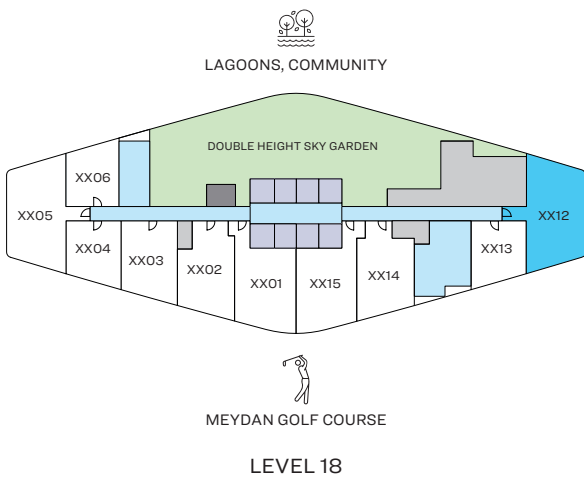 LAGOONS, COMMUNITY
DOUBLE HEIGHT SKY GARDEN
XX06
XX05
XX12
XX04
XX03
XX02
XX01
XX15
XX14
XX13
MEYDAN GOLF COURSE
LEVEL 18